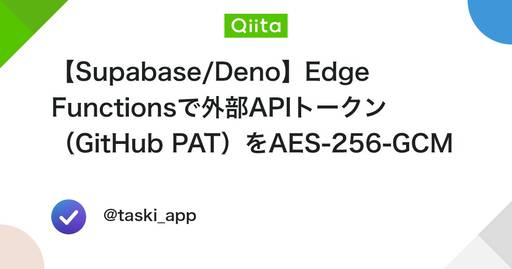 Qiita
【Supabase/Deno】Edge
Functionsで外部APIトークン
（GitHub PAT）をAES-256-GCM
@taski_app